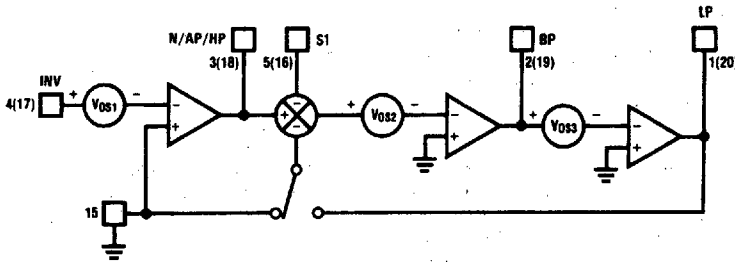 LP
N/AP/HP
S1
BP
3(18)
5(16)
2(19)
1(20)
INV
4(17)
+
VOS1
−
−
+
+
−
−
+
VOS2
−
−
+
+
VOS3
−
−
+
15